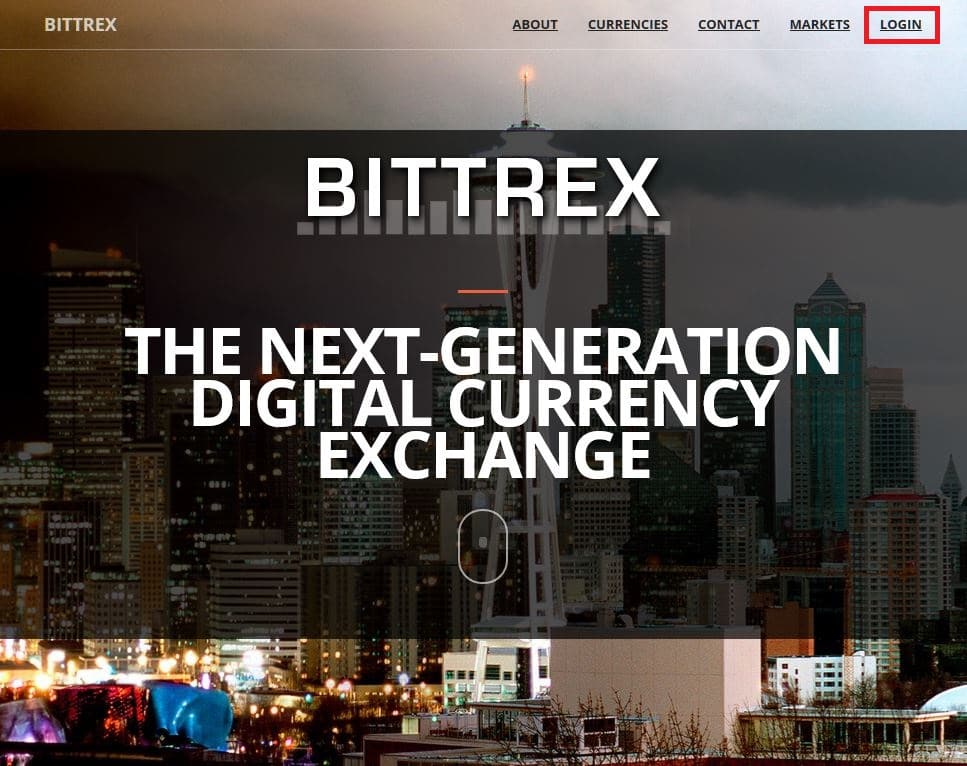 BITTREX
ABOUT CURRENCIES CONTACT MARKETS LOGIN
BITTREX
THE NEXT-GENERATION
DIGITAL CURRENCY
EXCHANGE